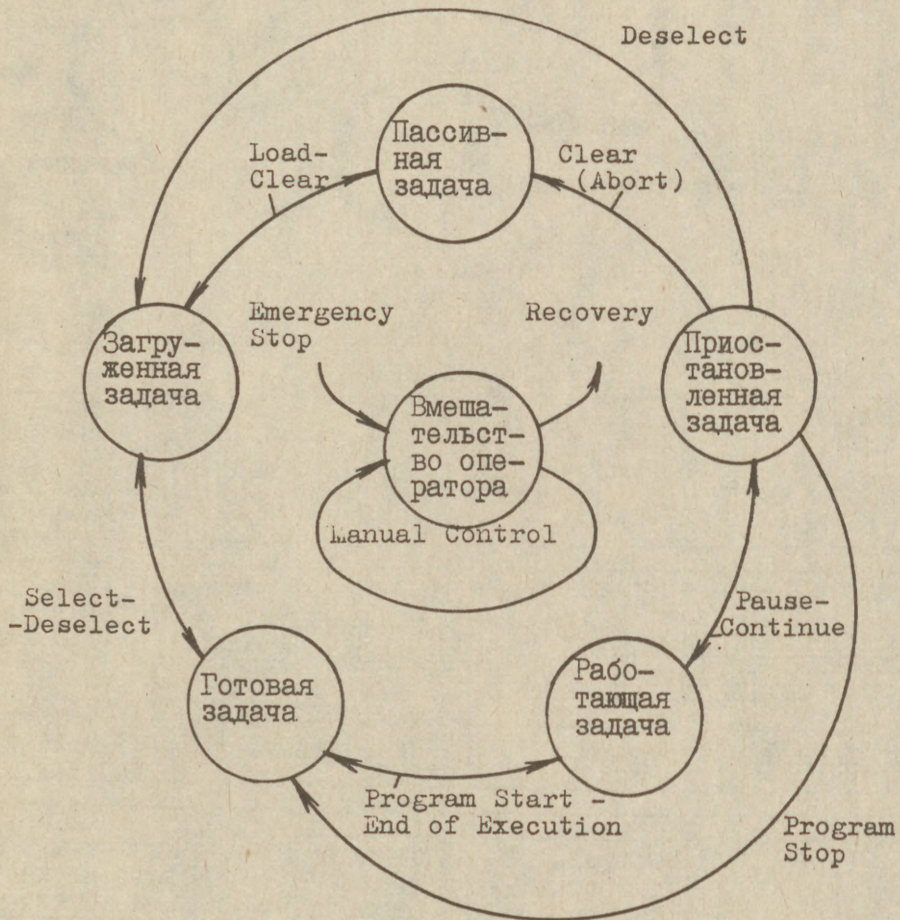 Deselect
Пассив-
ная
задача
Load-
Clear
Clear
(Abort)
Emergency
Stop
Recovery
Загру-
женная
задача
Приос-
танов-
ленная
задача
Вмеша-
тельст-
во опе-
ратора
Manual Control
Select-
-Deselect
Pause-
Continue
Готовая
задача
Рабо-
тающая
задача
Program Start -
End of Execution
Program
Stop